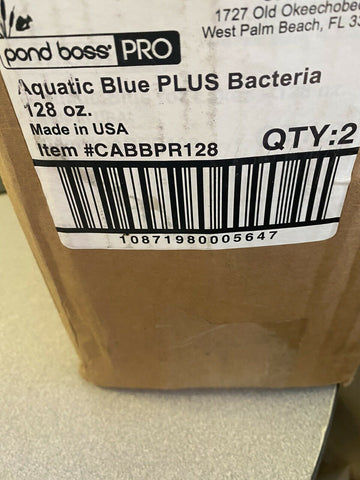 1727 Old Okeechobe
West Palm Beach, FL 33
pond boss® PRO
Aquatic Blue PLUS Bacteria
128 oz.
Made in USA
Item #CABBPR128
QTY:2
10871980005647